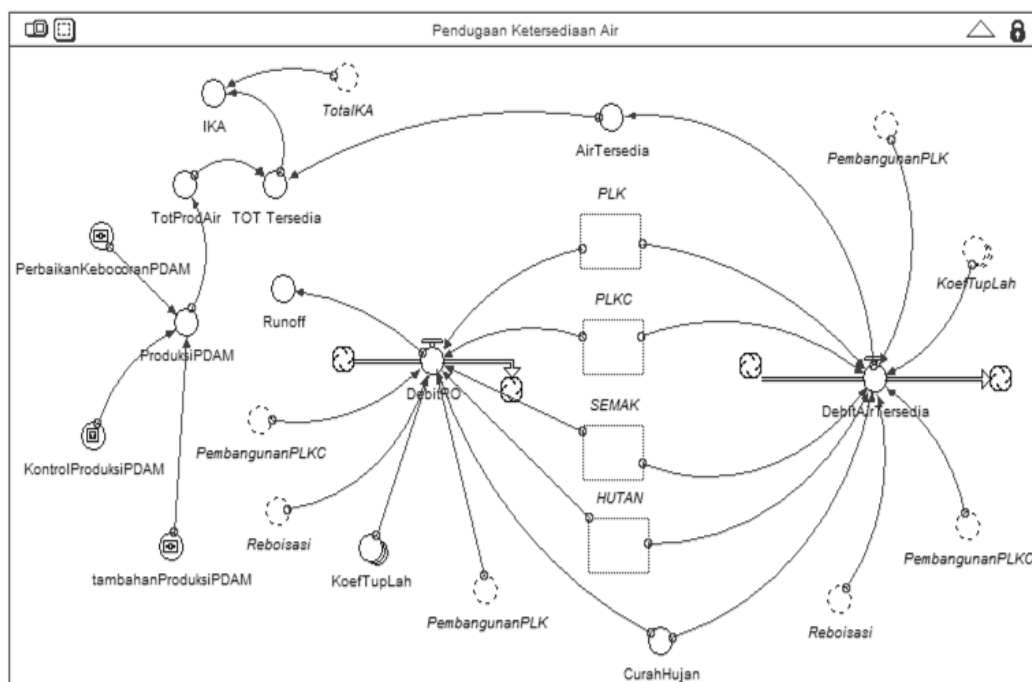 Pendugaan Ketersediaan Air
TotalKA
IKA
AirTersedia
PembangunanPLK
PLK
TotProdAir
TOT Tersedia
PerbaikanKebocoranPDAM
KoefTupLah
PLKC
Runoff
ProduksiPDAM
DebitRO
SEMAK
DebitAirTersedia
PembangunanPLKC
KontrolProduksiPDAM
HUTAN
Reboisasi
PembangunanPLKC
tambahanProduksiPDAM
KoefTupLah
PembangunanPLK
Reboisasi
CurahHujan